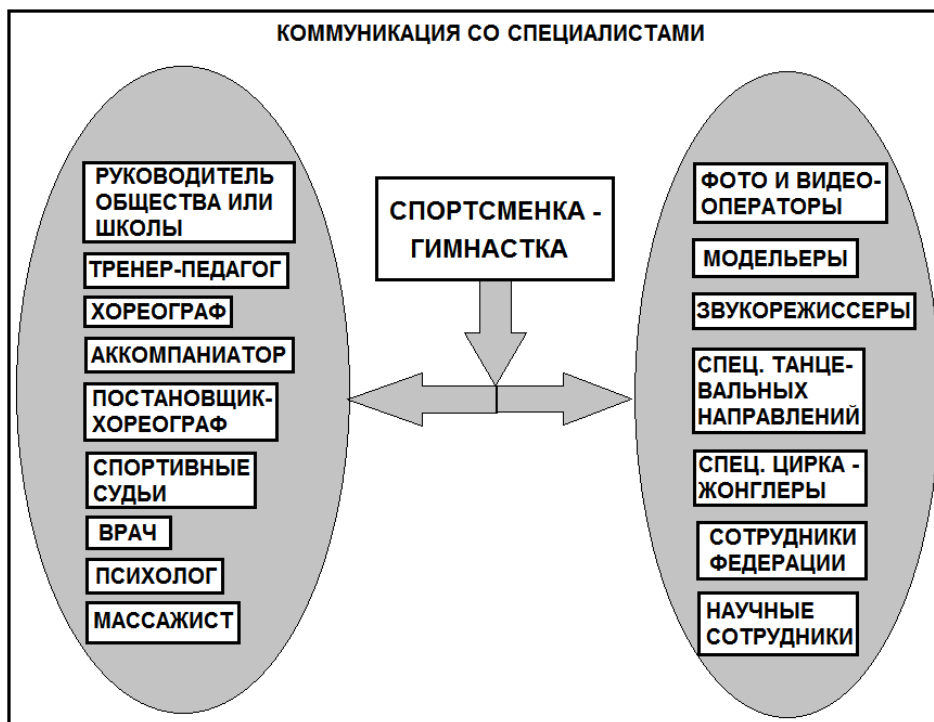 КОММУНИКАЦИЯ СО СПЕЦИАЛИСТАМИ
РУКОВОДИТЕЛЬ
ОБЩЕСТВА ИЛИ
ШКОЛЫ
ТРЕНЕР-ПЕДАГОГ
ХОРЕОГРАФ
АККОМПАНИАТОР
ПОСТАНОВЩИК-
ХОРЕОГРАФ
СПОРТИВНЫЕ
СУДЬИ
ВРАЧ
ПСИХОЛОГ
МАССАЖИСТ
СПОРТСМЕНКА -
ГИМНАСТКА
ФОТО И ВИДЕО-
ОПЕРАТОРЫ
МОДЕЛЬЕРЫ
ЗВУКОРЕЖИССЕРЫ
СПЕЦ. ТАНЦЕ-
ВАЛЬНЫХ
НАПРАВЛЕНИЙ
СПЕЦ. ЦИРКА -
ЖОНГЛЕРЫ
СОТРУДНИКИ
ФЕДЕРАЦИИ
НАУЧНЫЕ
СОТРУДНИКИ